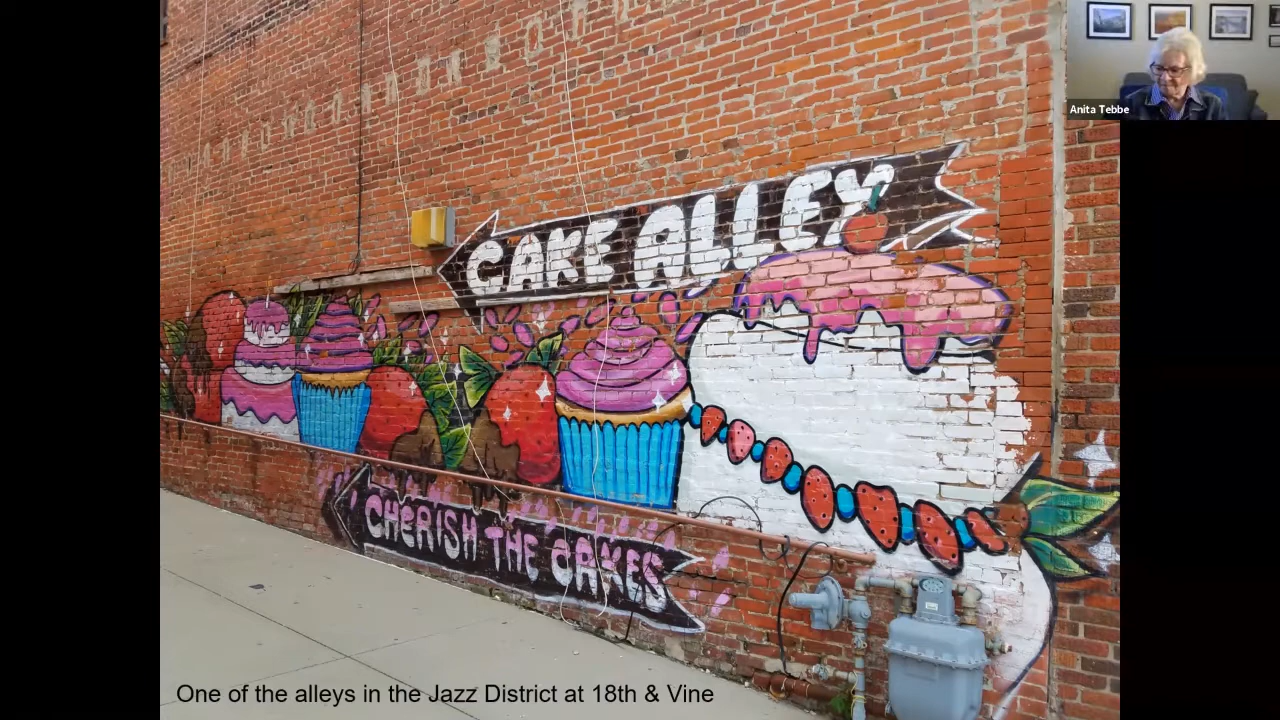 Anita Tebbe
CAKE ALLEY
CHERISH THE CAKES
One of the alleys in the Jazz District at 18th & Vine